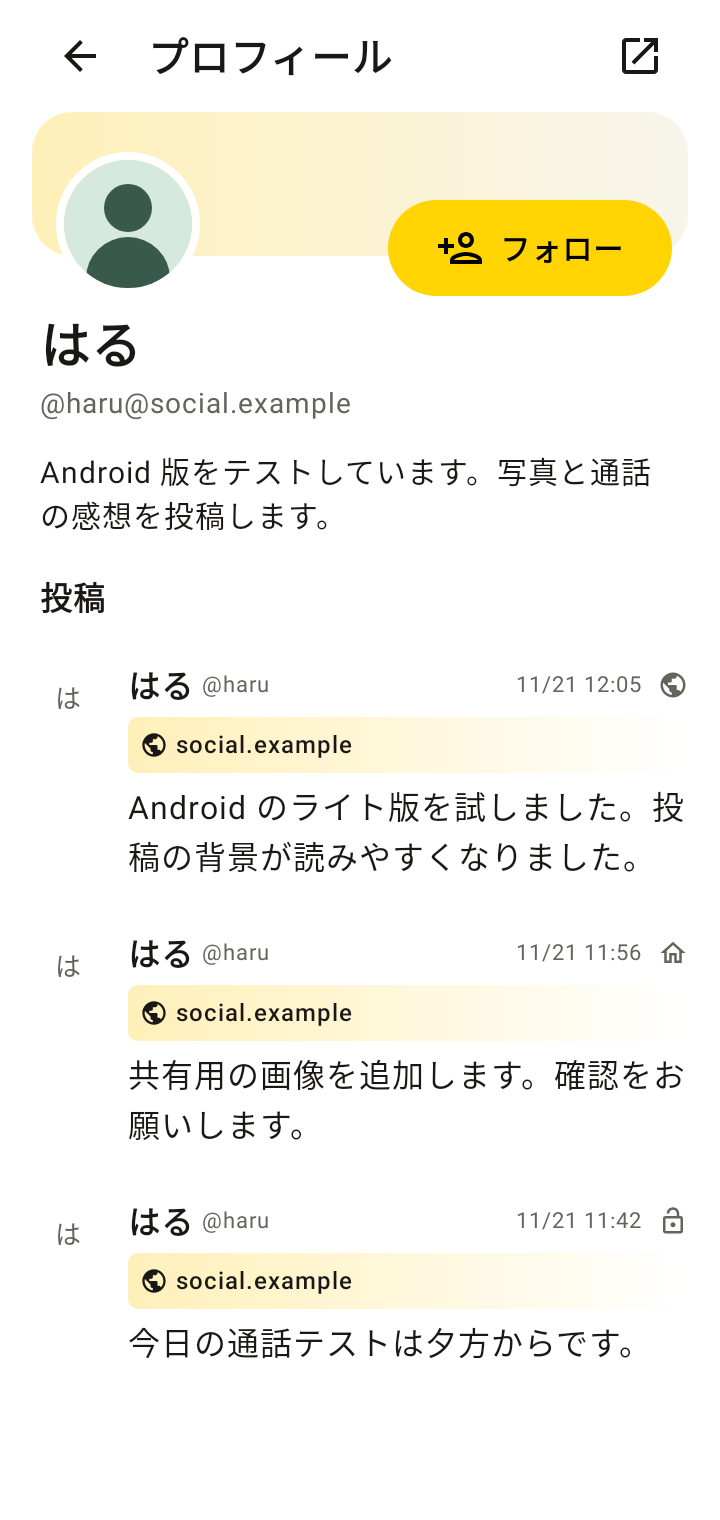 プロフィール
フォロー
はる
@haru@social.example
Android 版をテストしています。写真と通話
の感想を投稿します。
投稿
は
はる @haru 11/21 12:05
social.example
Android のライト版を試しました。投
稿の背景が読みやすくなりました。
は
はる @haru 11/21 11:56
social.example
共有用の画像を追加します。確認をお
願いします。
は
はる @haru 11/21 11:42
social.example
今日の通話テストは夕方からです。